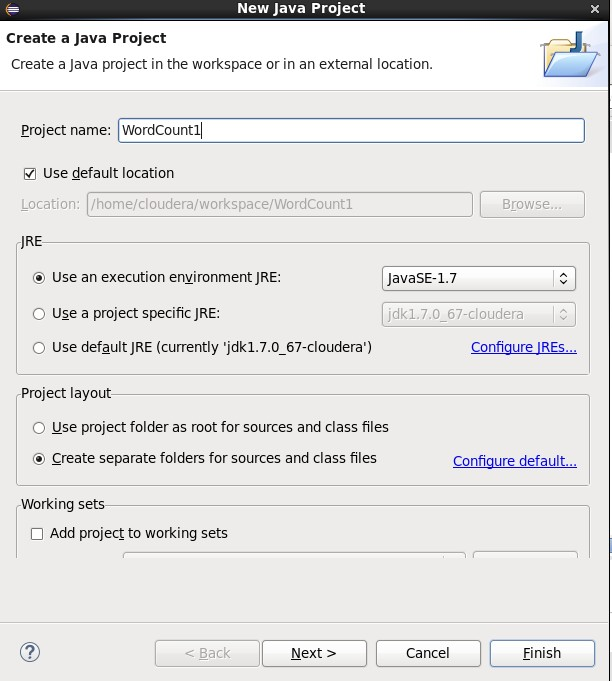 New Java Project
Create a Java Project
Create a Java project in the workspace or in an external location.
Project name: WordCount1
Use default location
Location: /home/cloudera/workspace/WordCount1 Browse...
JRE
Use an execution environment JRE: JavaSE-1.7
Use a project specific JRE: jdk1.7.0_67-cloudera
Use default JRE (currently 'jdk1.7.0_67-cloudera') Configure JREs...
Project layout
Use project folder as root for sources and class files
Create separate folders for sources and class files Configure default...
Working sets
Add project to working sets
< Back Next > Cancel Finish